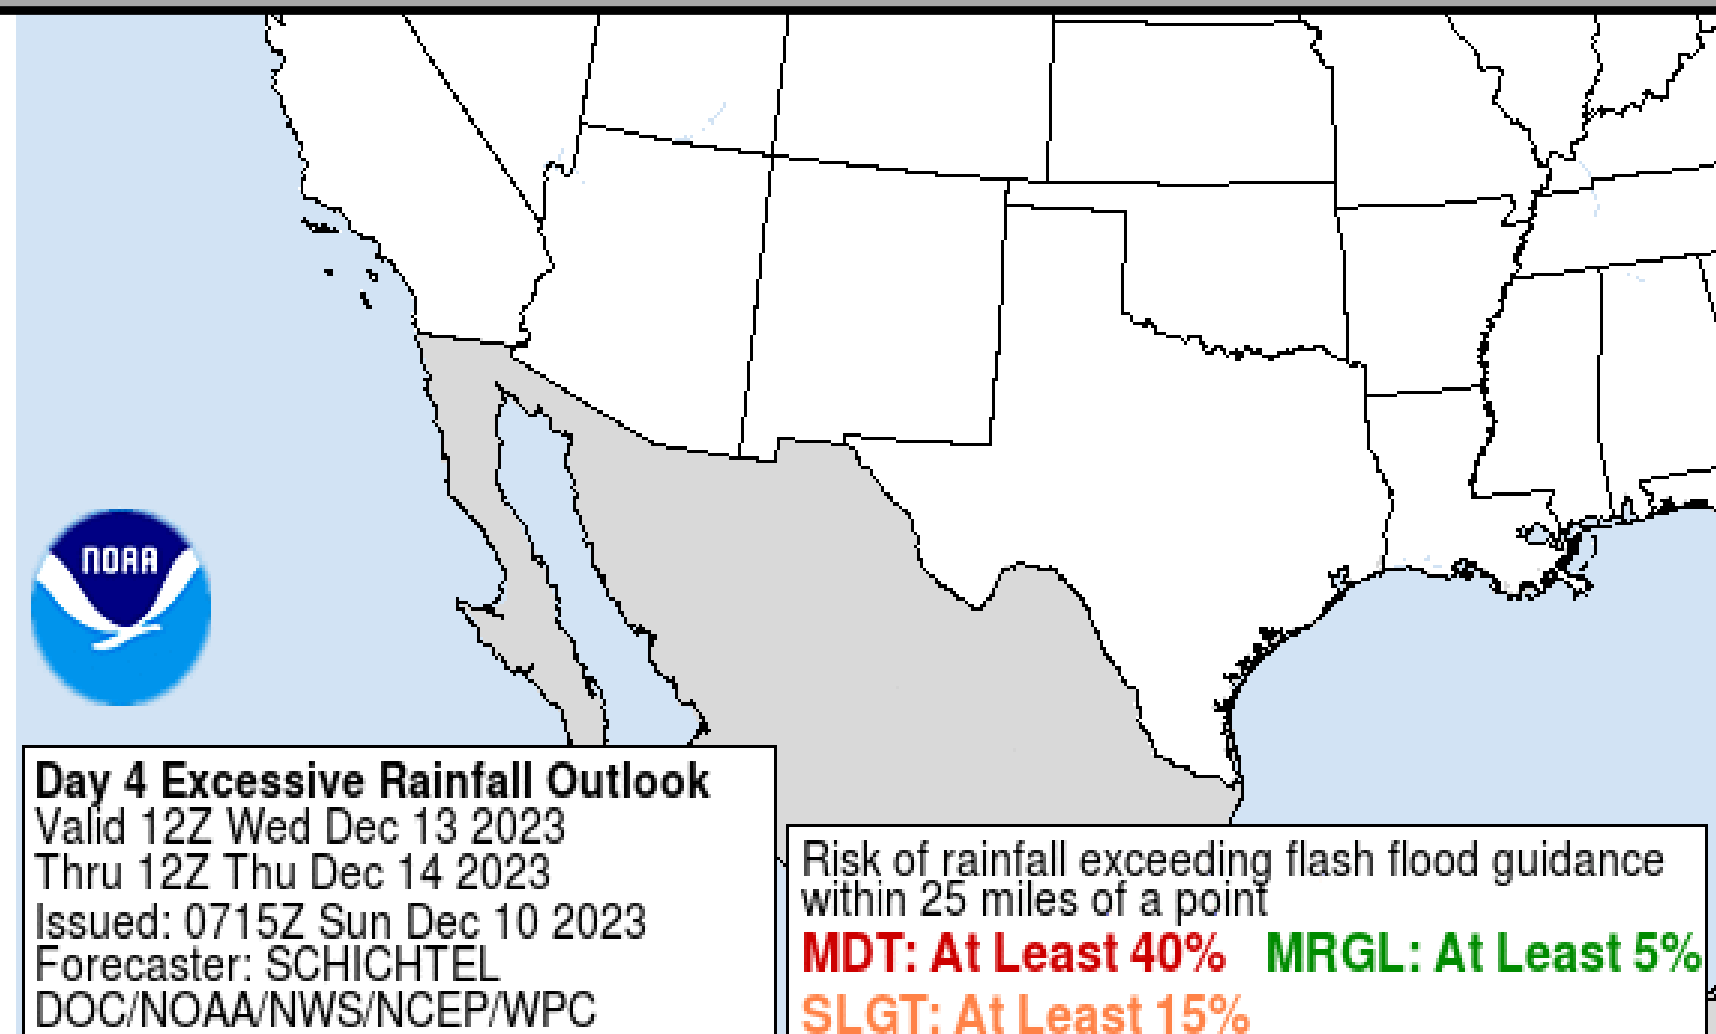 NOAA
Day 4 Excessive Rainfall Outlook
Valid 12Z Wed Dec 13 2023
Thru 12Z Thu Dec 14 2023
Issued: 0715Z Sun Dec 10 2023
Forecaster: SCHICHTEL
DOC/NOAA/NWS/NCEP/WPC
Risk of rainfall exceeding flash flood guidance
within 25 miles of a point
MDT: At Least 40% MRGL: At Least 5%
SLGT: At Least 15%